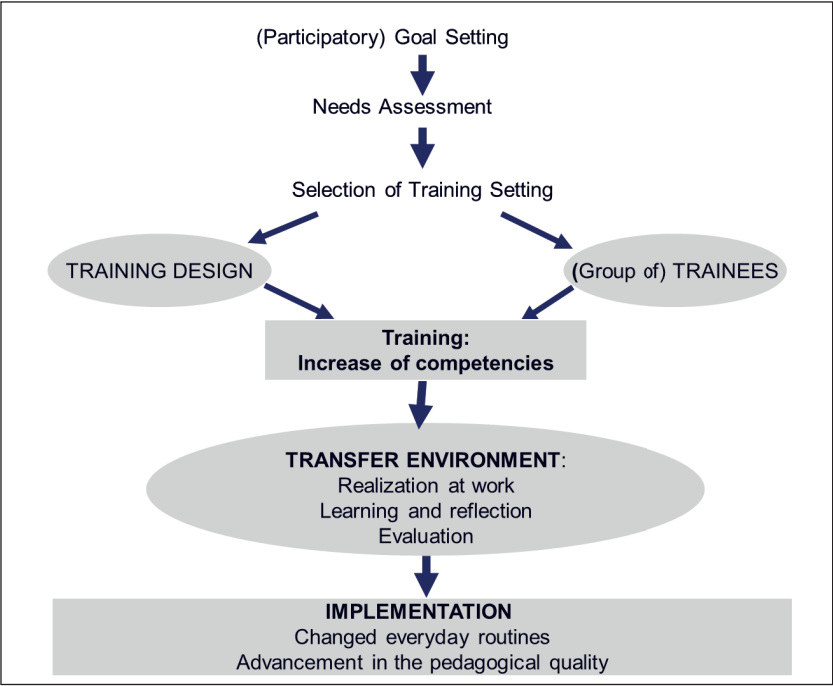 (Participatory) Goal Setting
Needs Assessment
Selection of Training Setting
TRAINING DESIGN
(Group of) TRAINEES
Training:
Increase of competencies
TRANSFER ENVIRONMENT:
Realization at work
Learning and reflection
Evaluation
IMPLEMENTATION
Changed everyday routines
Advancement in the pedagogical quality